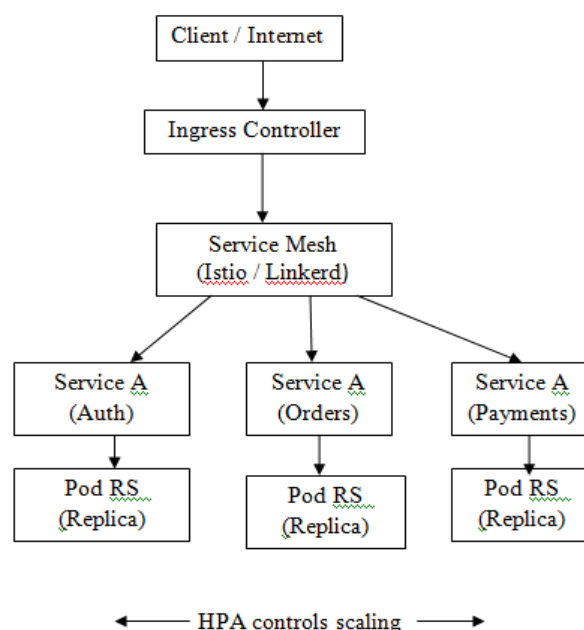 Client / Internet
Ingress Controller
Service Mesh
(Istio / Linkerd)
Service A
(Auth)
Service A
(Orders)
Service A
(Payments)
Pod RS
(Replica)
Pod RS
(Replica)
Pod RS
(Replica)
HPA controls scaling